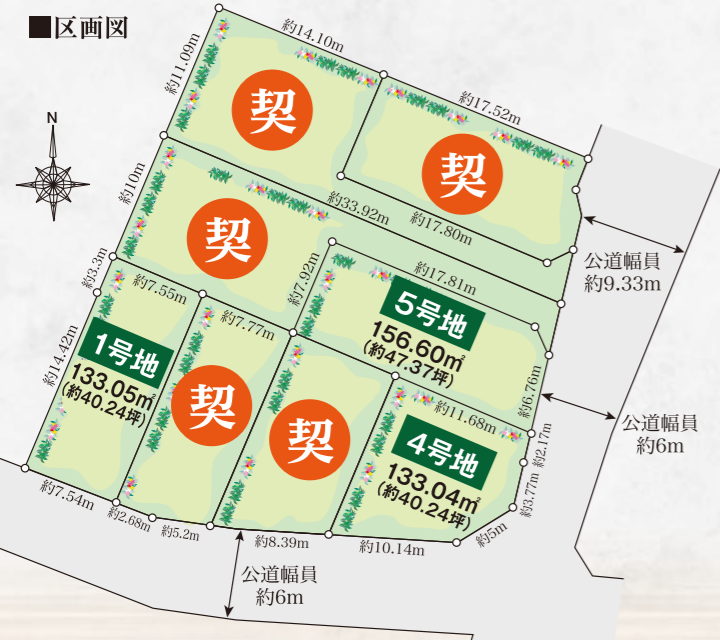 ■区画図
N
約14.10m
約11.09m
契
約17.52m
契
約10m
約33.92m
約17.80m
契
公道幅員
約9.33m
約3.3m
約7.92m
約17.81m
約7.55m
約7.77m
5号地
156.60㎡
(約47.37坪)
約14.42m
1号地
133.05㎡
(約40.24坪)
契
契
約6.76m
公道幅員
約6m
約11.68m
4号地
133.04㎡
(約40.24坪)
約2.17m
約3.77m
約7.54m
約2.68m
約5.2m
約8.39m
約10.14m
約5m
公道幅員
約6m